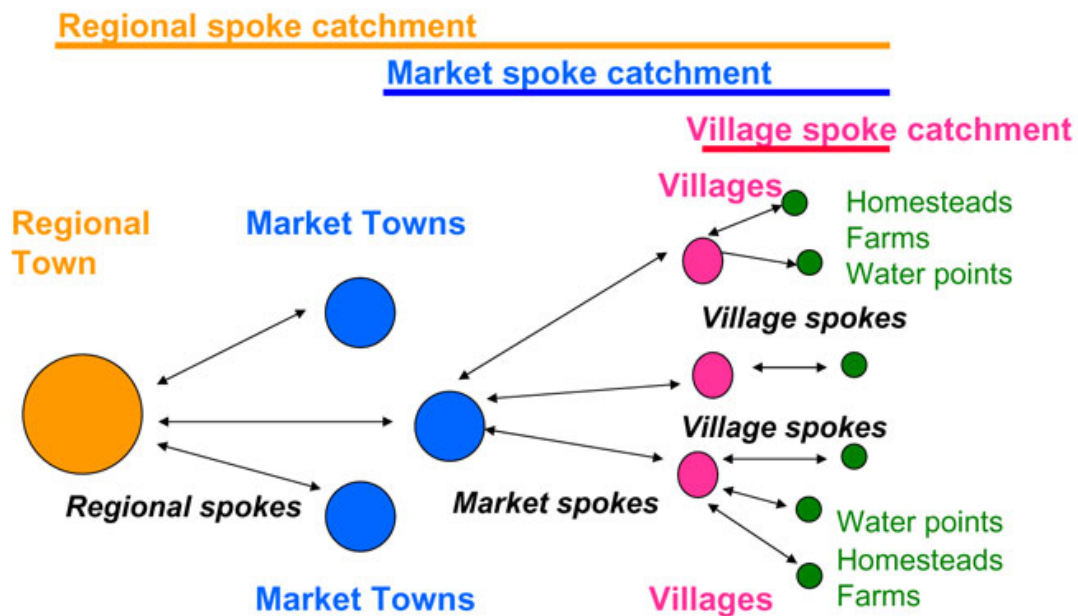 Regional spoke catchment
Market spoke catchment
Village spoke catchment
Villages
Regional
Town
Market Towns
Homesteads
Farms
Water points
Village spokes
Village spokes
Regional spokes
Market spokes
Water points
Homesteads
Farms
Market Towns
Villages